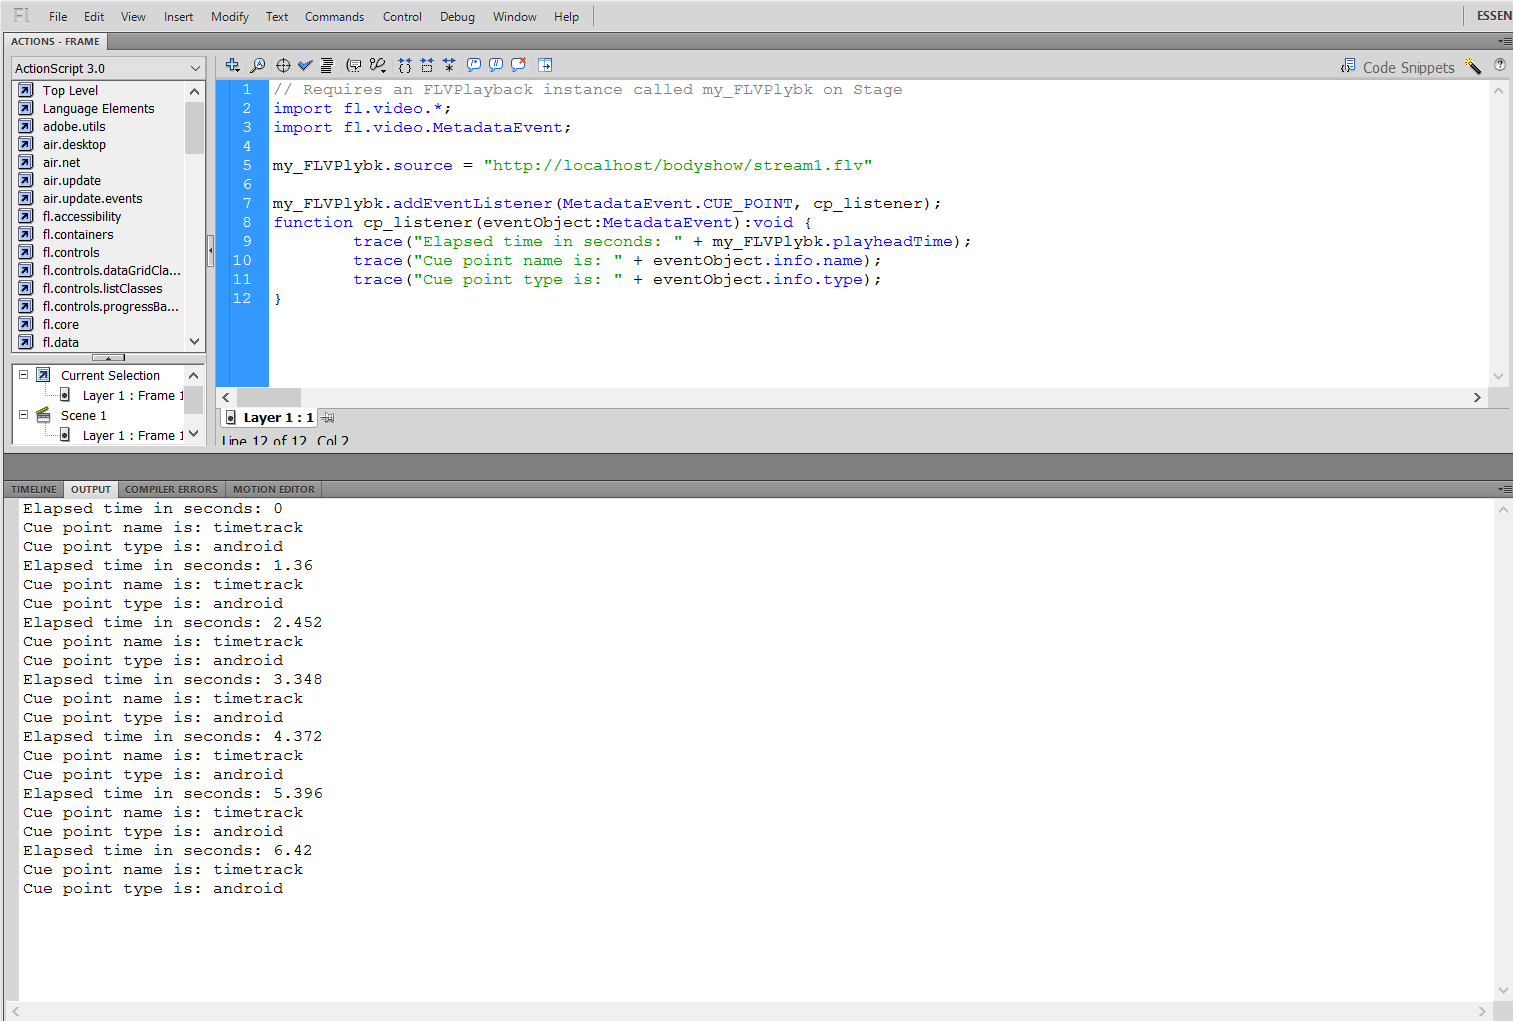 Fl File Edit View Insert Modify Text Commands Control Debug Window Help ESSEN
ACTIONS - FRAME
ActionScript 3.0
Top Level
Language Elements
adobe.utils
air.desktop
air.net
air.update
air.update.events
fl.accessibility
fl.containers
fl.controls
fl.controls.dataGridCla...
fl.controls.listClasses
fl.controls.progressBa...
fl.core
fl.data
Current Selection
Layer 1 : Frame 1
Scene 1
Layer 1 : Frame 1
Code Snippets
1 // Requires an FLVPlayback instance called my_FLVPlybk on Stage
2 import fl.video.*;
3 import fl.video.MetadataEvent;
4
5 my_FLVPlybk.source = "http://localhost/bodyshow/stream1.flv"
6
7 my_FLVPlybk.addEventListener(MetadataEvent.CUE_POINT, cp_listener);
8 function cp_listener(eventObject:MetadataEvent):void {
9 trace("Elapsed time in seconds: " + my_FLVPlybk.playheadTime);
10 trace("Cue point name is: " + eventObject.info.name);
11 trace("Cue point type is: " + eventObject.info.type);
12 }
Layer 1 : 1
Line 12 of 12, Col 2
TIMELINE OUTPUT COMPILER ERRORS MOTION EDITOR
Elapsed time in seconds: 0
Cue point name is: timetrack
Cue point type is: android
Elapsed time in seconds: 1.36
Cue point name is: timetrack
Cue point type is: android
Elapsed time in seconds: 2.452
Cue point name is: timetrack
Cue point type is: android
Elapsed time in seconds: 3.348
Cue point name is: timetrack
Cue point type is: android
Elapsed time in seconds: 4.372
Cue point name is: timetrack
Cue point type is: android
Elapsed time in seconds: 5.396
Cue point name is: timetrack
Cue point type is: android
Elapsed time in seconds: 6.42
Cue point name is: timetrack
Cue point type is: android